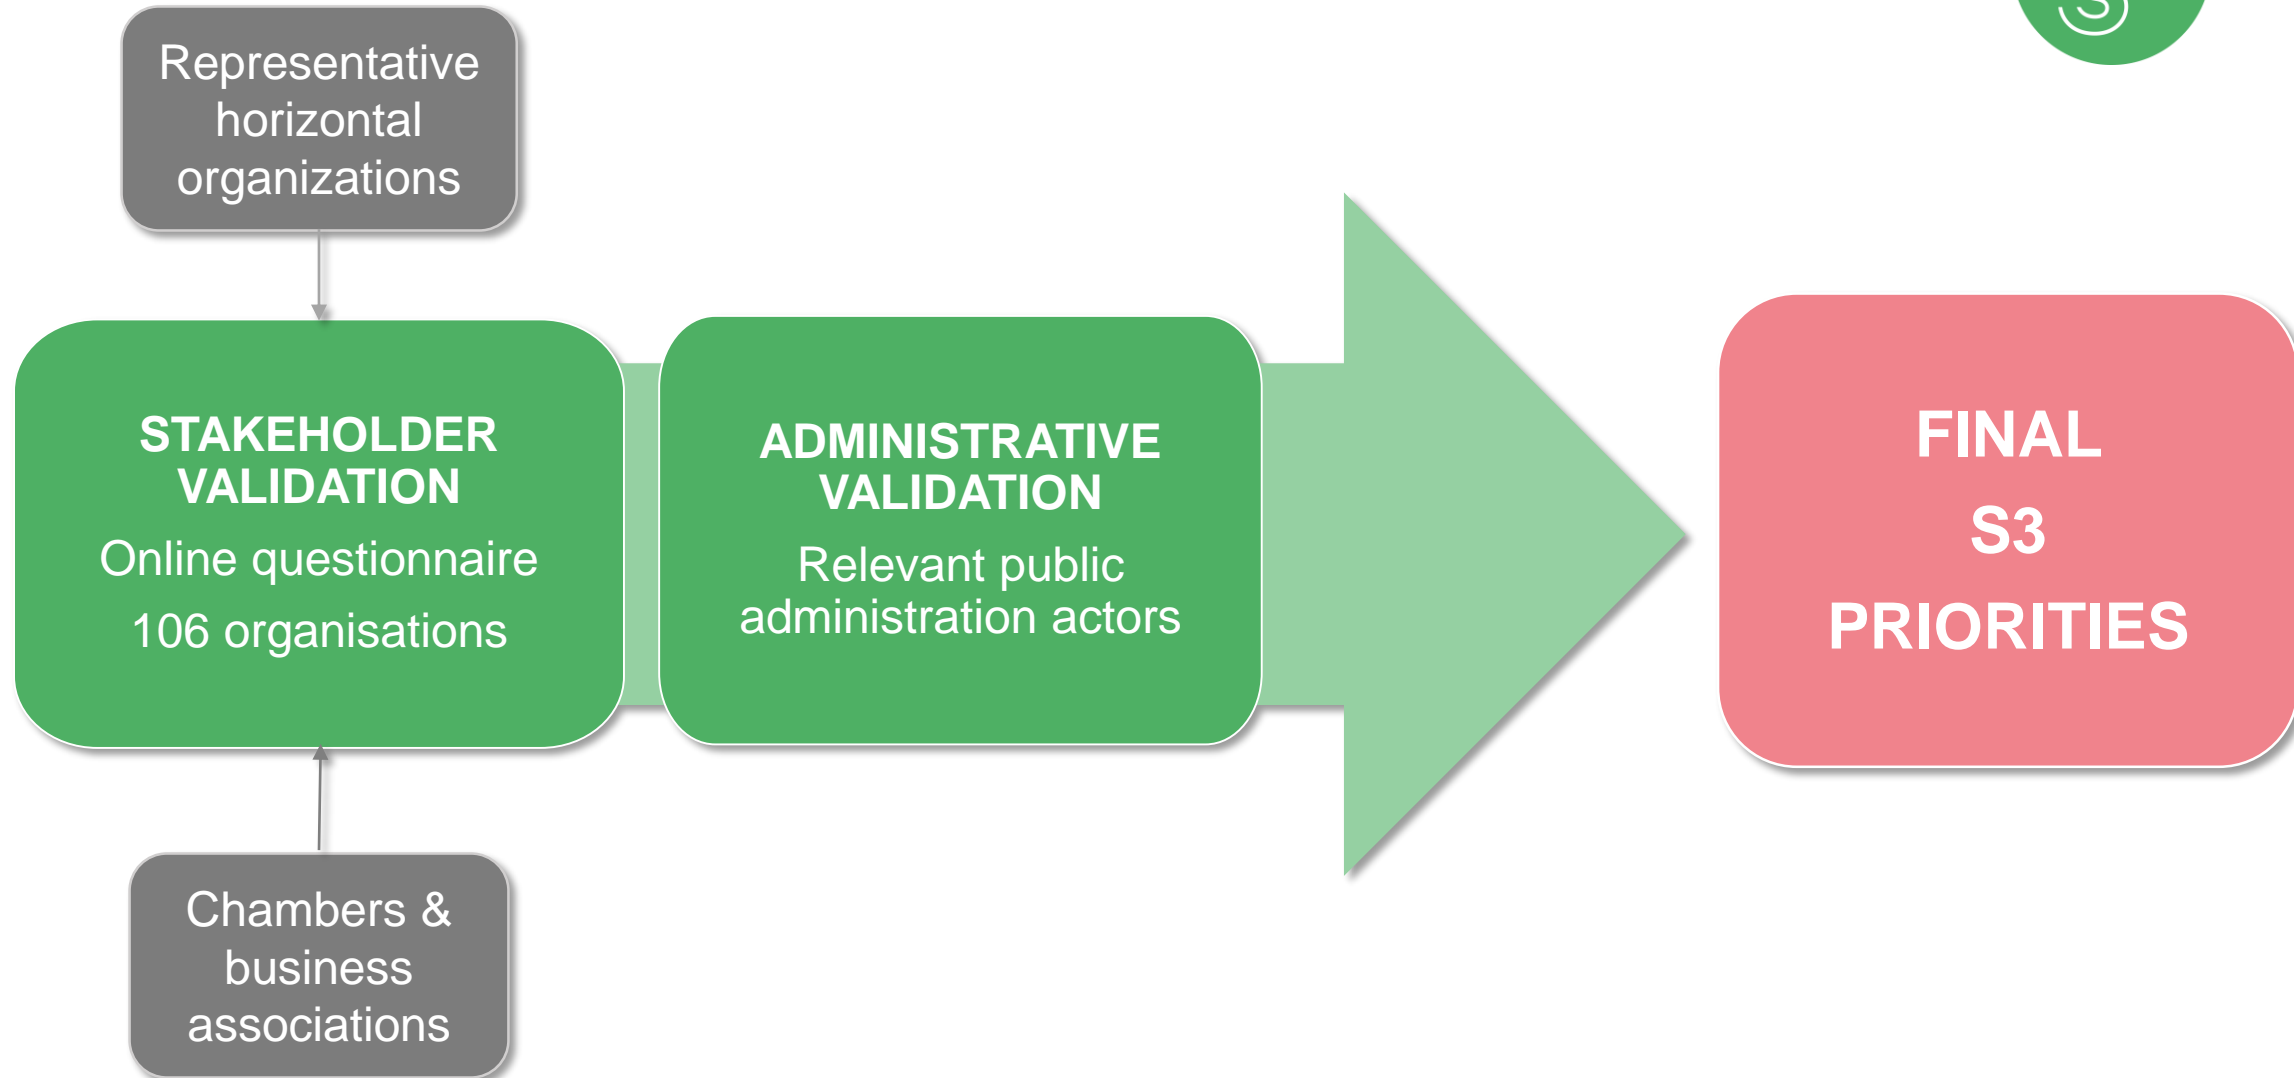 Representative
horizontal
organizations
STAKEHOLDER
VALIDATION
Online questionnaire
106 organisations
ADMINISTRATIVE
VALIDATION
Relevant public
administration actors
FINAL
S3
PRIORITIES
Chambers &
business
associations